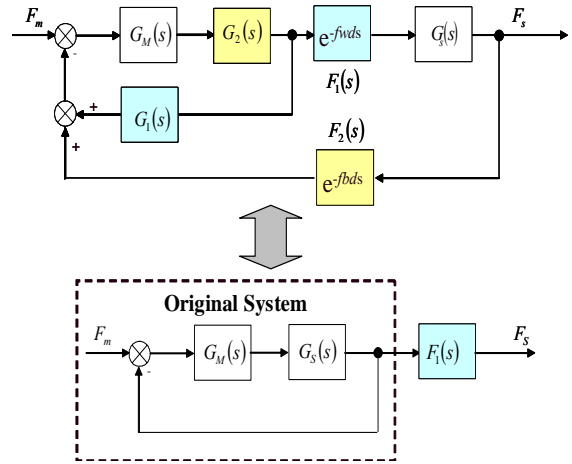 F_m
-
G_M(s)
G_2(s)
e^{-fwds}
G_s(s)
F_s
F_1(s)
+
G_1(s)
+
F_2(s)
e^{-fbds}
Original System
F_m
-
G_M(s)
G_S(s)
F_1(s)
F_S